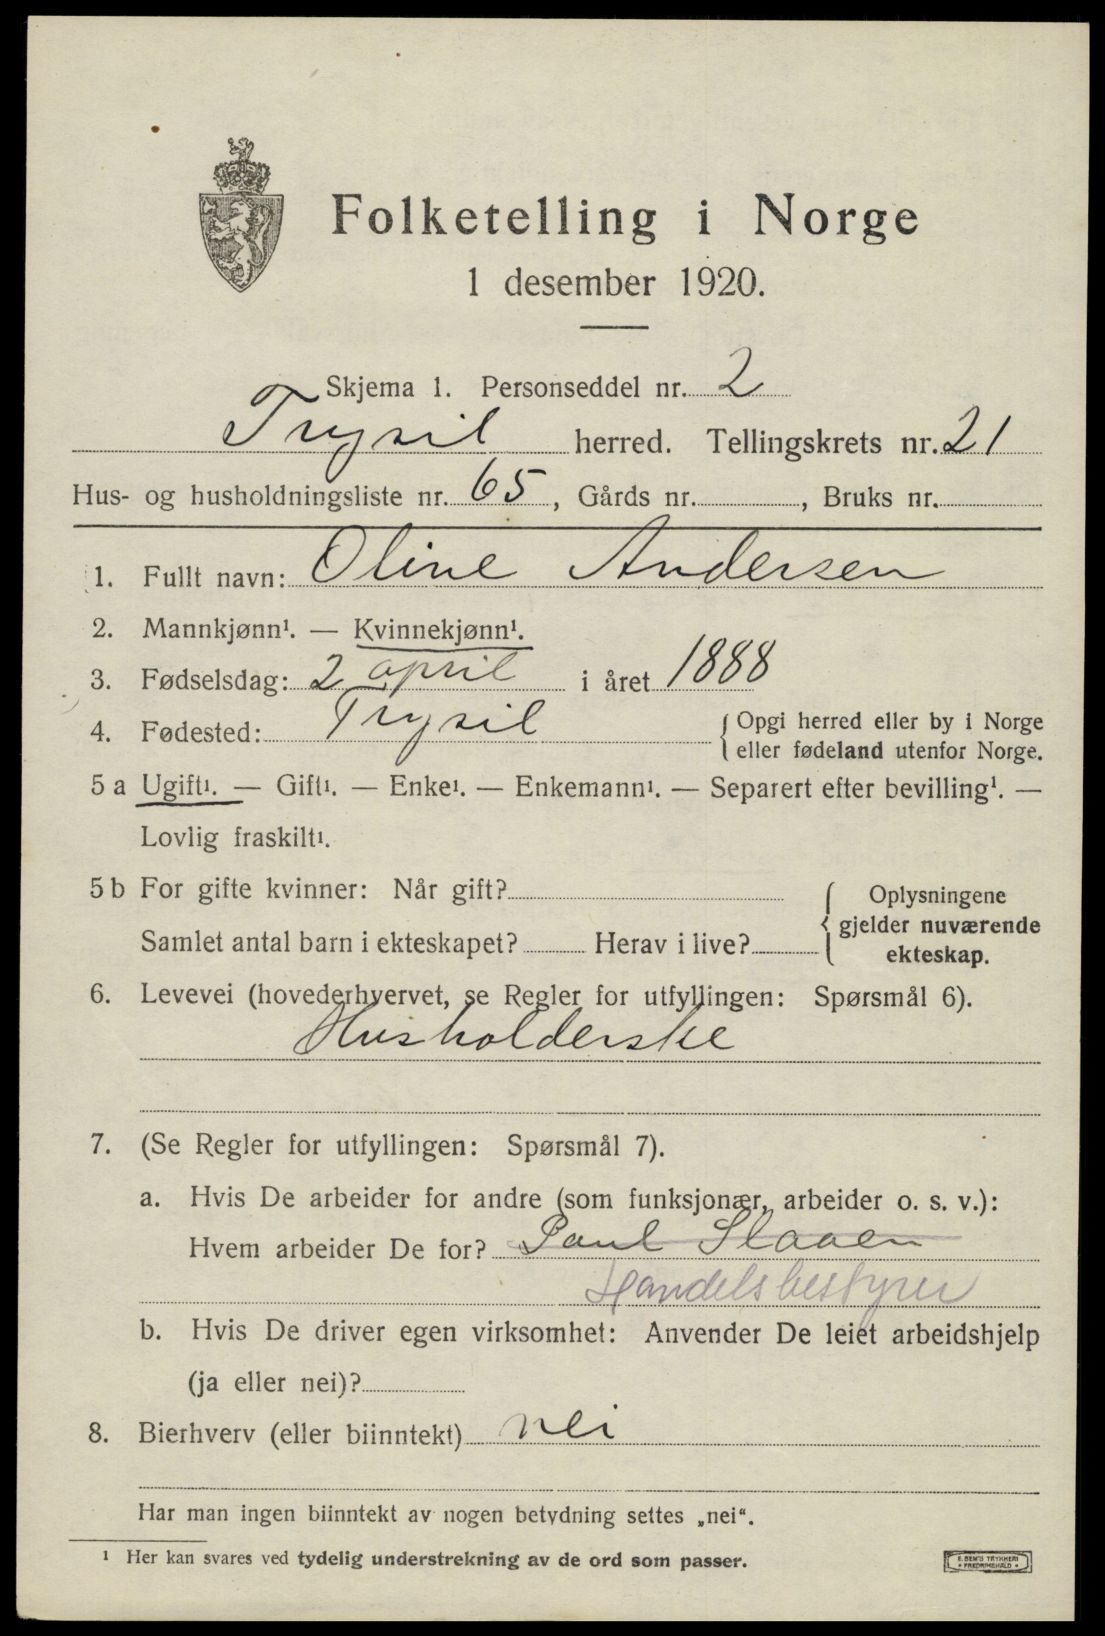 Folketelling i Norge
1 desember 1920.
Skjema 1. Personseddel nr. 2
Trysil herred. Tellingskrets nr. 21
Hus- og husholdningsliste nr. 65, Gårds nr. , Bruks nr.
1. Fullt navn: Oline Andersen
2. Mannkjønn¹. — Kvinnekjønn¹.
3. Fødselsdag: 2 april i året 1888
4. Fødested: Trysil { Opgi herred eller by i Norge
eller fødeland utenfor Norge.
5 a Ugift¹. — Gift¹. — Enke¹. — Enkemann¹. — Separert efter bevilling¹. —
Lovlig fraskilt¹.
5 b For gifte kvinner: Når gift? { Oplysningene
gjelder nuværende
Samlet antal barn i ekteskapet? Herav i live?
ekteskap.
6. Levevei (hovederhvervet, se Regler for utfyllingen: Spørsmål 6).
Husholderske
7. (Se Regler for utfyllingen: Spørsmål 7).
a. Hvis De arbeider for andre (som funksjonær, arbeider o. s. v.):
Hvem arbeider De for? Paul Slaaen
Handelsbestyrer
b. Hvis De driver egen virksomhet: Anvender De leiet arbeidshjelp
(ja eller nei)?
8. Bierhverv (eller biinntekt) nei
Har man ingen biinntekt av nogen betydning settes „nei“.
¹ Her kan svares ved tydelig understrekning av de ord som passer.
E. SEM'S TRYKKERI
• FREDRIKSHALD •